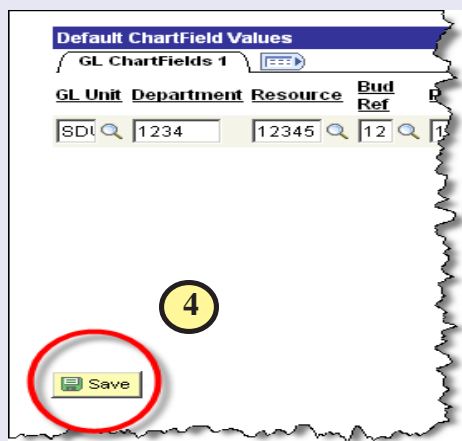 Default ChartField Values
GL ChartFields 1
GL Unit Department Resource Bud Ref
1234 12345 12
4
Save